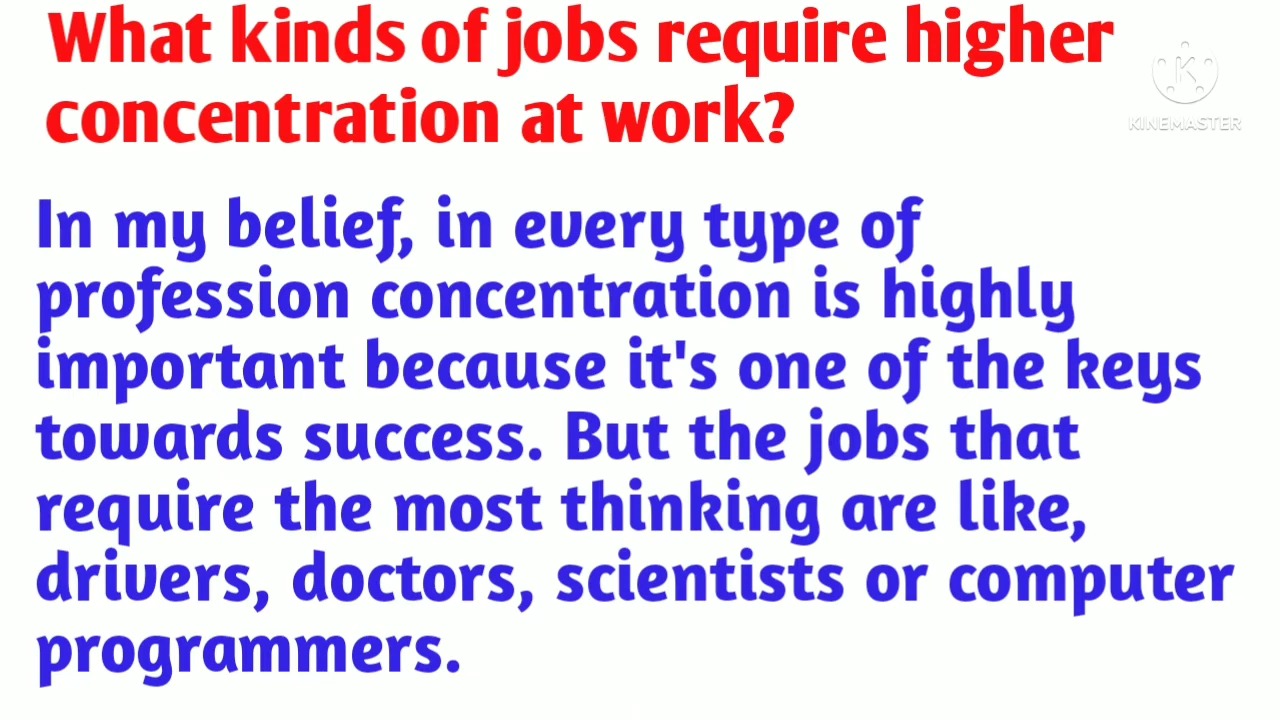 What kinds of jobs require higher
concentration at work?
KINEMASTER
In my belief, in every type of
profession concentration is highly
important because it's one of the keys
towards success. But the jobs that
require the most thinking are like,
drivers, doctors, scientists or computer
programmers.